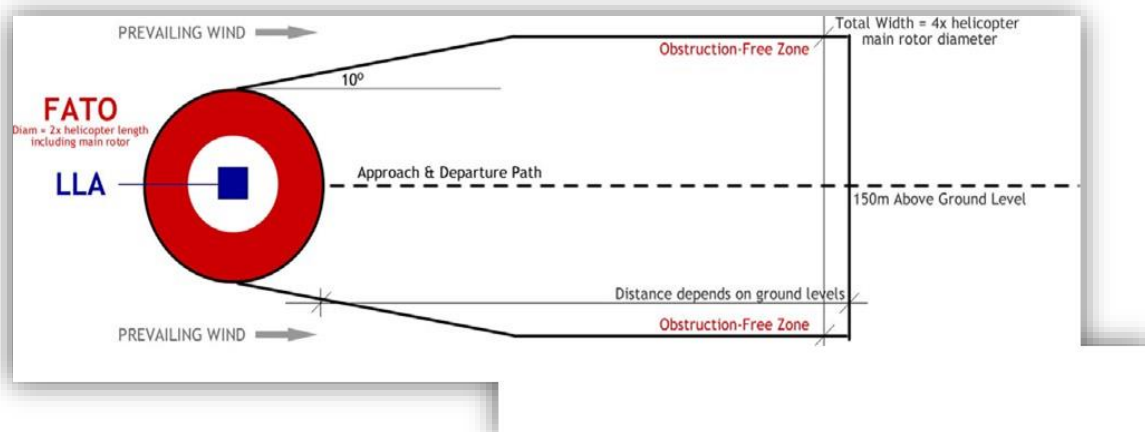 PREVAILING WIND
Total Width = 4x helicopter
main rotor diameter
Obstruction-Free Zone
10º
FATO
Diam = 2x helicopter length
including main rotor
Approach & Departure Path
LLA
150m Above Ground Level
Distance depends on ground levels
Obstruction-Free Zone
PREVAILING WIND